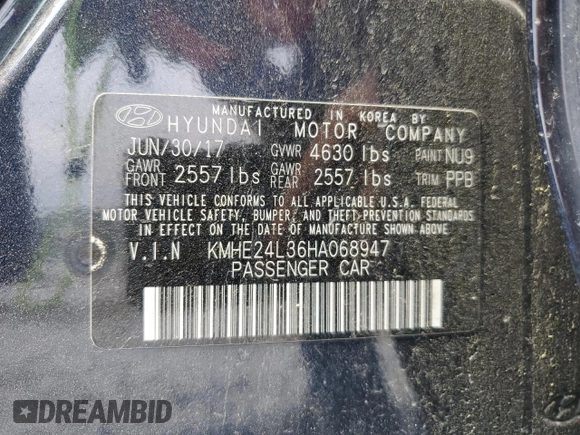 MANUFACTURED IN KOREA BY
HYUNDAI MOTOR COMPANY
JUN/30/17 GVWR 4630 lbs PAINT NU9
GAWR FRONT 2557 lbs GAWR REAR 2557 lbs TRIM PPB
THIS VEHICLE CONFORMS TO ALL APPLICABLE U.S.A. FEDERAL
MOTOR VEHICLE SAFETY, BUMPER, AND THEFT PREVENTION STANDARDS
IN EFFECT ON THE DATE OF MANUFACTURE SHOWN ABOVE.
V.I.N KMHE24L36HA068947
PASSENGER CAR
DREAMBID